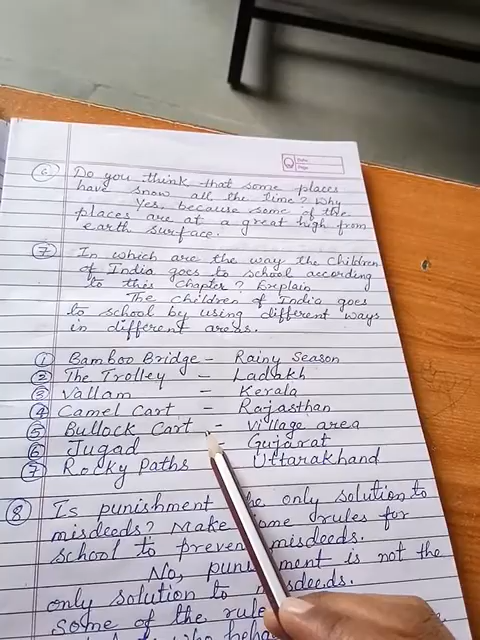 Date
Page
⑥ Do you think that some places
have snow all the time? Why
Yes, because some of the
places are at a great high from
earth surface.
⑦ In which are the way the children
of India goes to school according
to this chapter? Explain
The children of India goes
to school by using different ways
in different areas.
① Bamboo Bridge - Rainy Season
② The Trolley - Ladakh
③ Vallam - Kerala
④ Camel Cart - Rajasthan
⑤ Bullock Cart - Village area
⑥ Jugad - Gujarat
⑦ Rocky Paths Uttarakhand
⑧ Is punishment the only solution to
misdeeds? Make some rules for
school to prevent misdeeds.
No, punishment is not the
only solution to misdeeds.
some of the rule
who beha